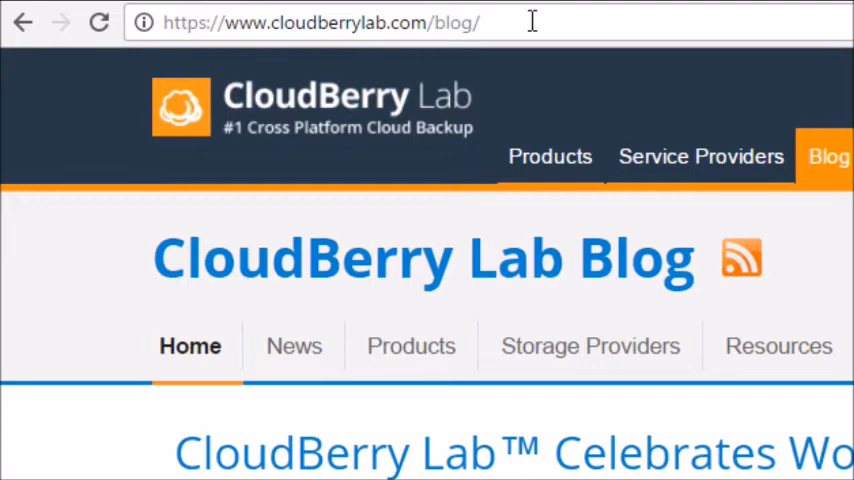 https://www.cloudberrylab.com/blog/
CloudBerry Lab
#1 Cross Platform Cloud Backup
Products Service Providers Blog
CloudBerry Lab Blog
Home News Products Storage Providers Resources
CloudBerry Lab™ Celebrates Wo